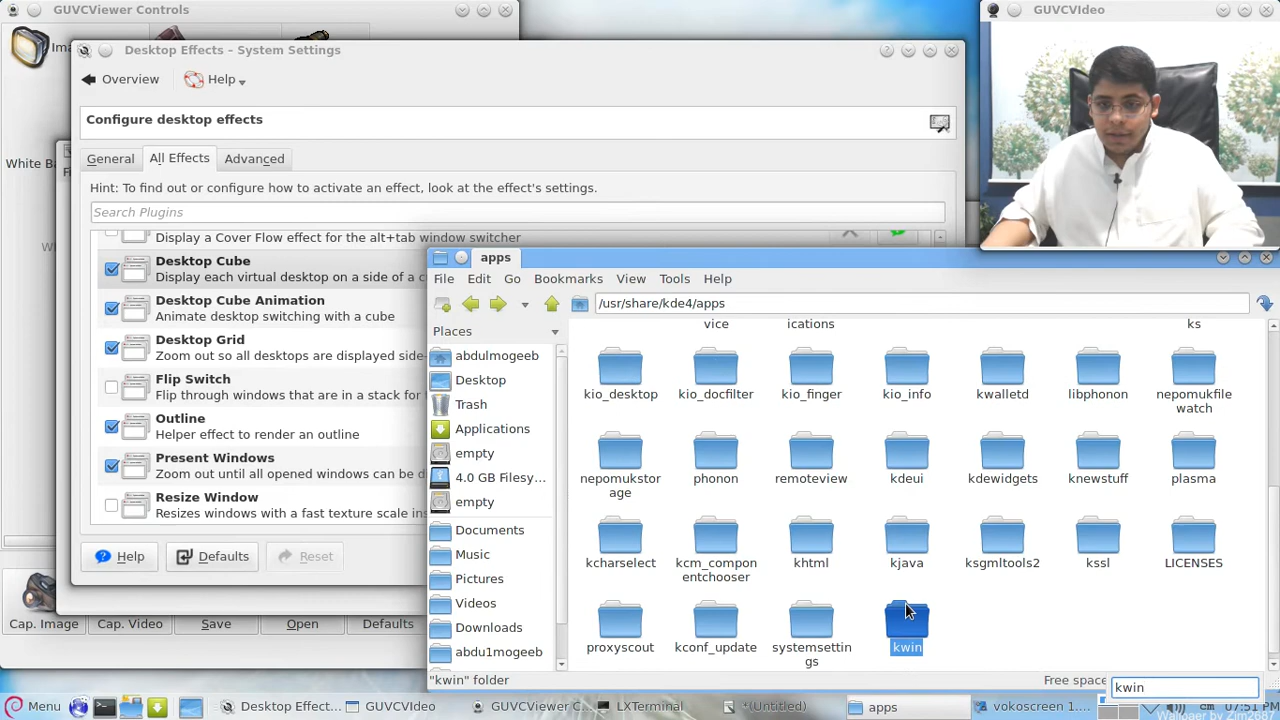 GUVCViewer Controls
GUVCVIdeo
Ima
Desktop Effects – System Settings
Overview
Help
Configure desktop effects
General
All Effects
Advanced
White Ba
Hint: To find out or configure how to activate an effect, look at the effect's settings.
Search Plugins
Display a Cover Flow effect for the alt+tab window switcher
Desktop Cube
Display each virtual desktop on a side of a c
Desktop Cube Animation
Animate desktop switching with a cube
Desktop Grid
Zoom out so all desktops are displayed side
Flip Switch
Flip through windows that are in a stack for
Outline
Helper effect to render an outline
Present Windows
Zoom out until all opened windows can be d
Resize Window
Resizes windows with a fast texture scale ins
Help
Defaults
Reset
Cap. Image
Cap. Video
Save
Open
Defaults
apps
File
Edit
Go
Bookmarks
View
Tools
Help
/usr/share/kde4/apps
Places
abdulmogeeb
Desktop
Trash
Applications
empty
4.0 GB Filesy...
empty
Documents
Music
Pictures
Videos
Downloads
abdu1mogeeb
vice
ications
ks
kio_desktop
kio_docfilter
kio_finger
kio_info
kwalletd
libphonon
nepomukfile
watch
nepomukstor
age
phonon
remoteview
kdeui
kdewidgets
knewstuff
plasma
kcharselect
kcm_comp
onentchooser
khtml
kjava
ksgmltools2
kssl
LICENSES
proxyscout
kconf_update
systemsettin
gs
kwin
"kwin" folder
Free space
kwin
Menu
Desktop Effect...
GUVCVIdeo
GUVCViewer C...
LXTerminal
*(Untitled)
apps
vokoscreen 1....
07:51 PM